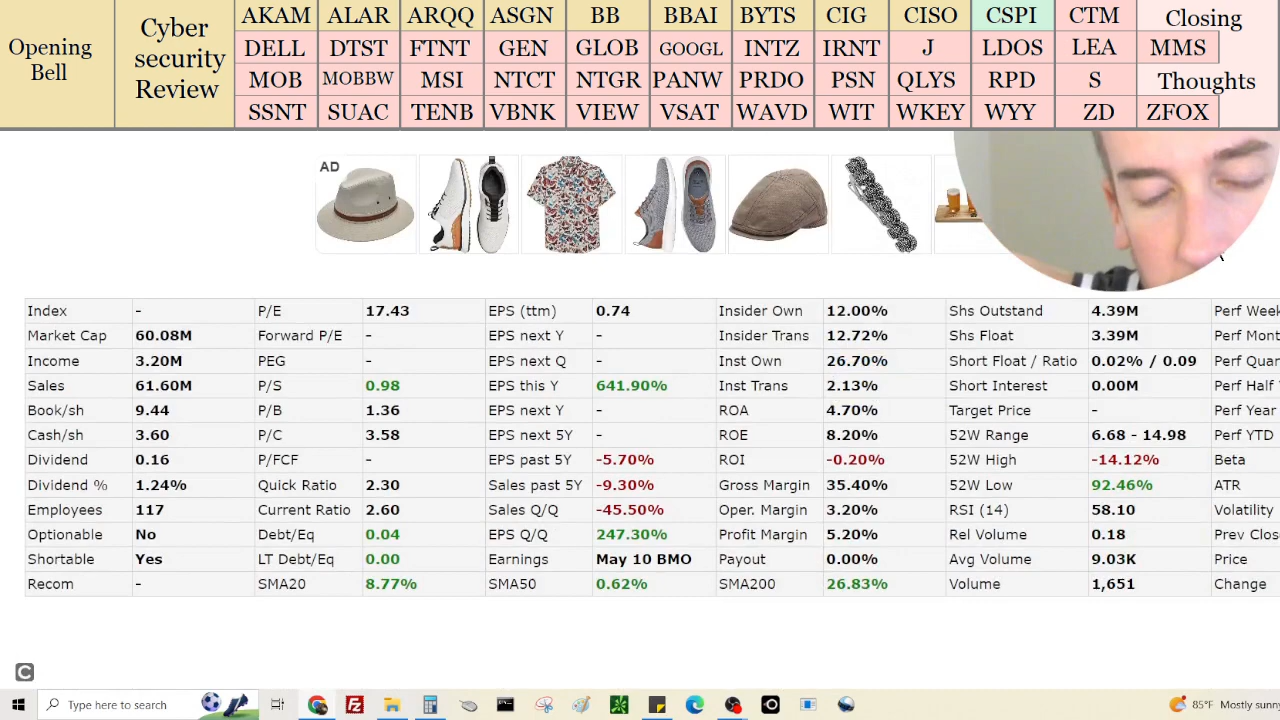 Opening
Bell
Cyber
security
Review
AKAM ALAR ARQQ ASGN BB BBAI BYTS CIG CISO CSPI CTM
DELL DTST FTNT GEN GLOB GOOGL INTZ IRNT J LDOS LEA MMS
MOB MOBBW MSI NTCT NTGR PANW PRDO PSN QLYS RPD S
SSNT SUAC TENB VBNK VIEW VSAT WAVD WIT WKEY WYY ZD ZFOX
Closing
Thoughts
AD
Index - P/E 17.43 EPS (ttm) 0.74 Insider Own 12.00% Shs Outstand 4.39M Perf Week
Market Cap 60.08M Forward P/E - EPS next Y - Insider Trans 12.72% Shs Float 3.39M Perf Mont
Income 3.20M PEG - EPS next Q - Inst Own 26.70% Short Float / Ratio 0.02% / 0.09 Perf Quar
Sales 61.60M P/S 0.98 EPS this Y 641.90% Inst Trans 2.13% Short Interest 0.00M Perf Half Y
Book/sh 9.44 P/B 1.36 EPS next Y - ROA 4.70% Target Price - Perf Year
Cash/sh 3.60 P/C 3.58 EPS next 5Y - ROE 8.20% 52W Range 6.68 - 14.98 Perf YTD
Dividend 0.16 P/FCF - EPS past 5Y -5.70% ROI -0.20% 52W High -14.12% Beta
Dividend % 1.24% Quick Ratio 2.30 Sales past 5Y -9.30% Gross Margin 35.40% 52W Low 92.46% ATR
Employees 117 Current Ratio 2.60 Sales Q/Q -45.50% Oper. Margin 3.20% RSI (14) 58.10 Volatility
Optionable No Debt/Eq 0.04 EPS Q/Q 247.30% Profit Margin 5.20% Rel Volume 0.18 Prev Clos
Shortable Yes LT Debt/Eq 0.00 Earnings May 10 BMO Payout 0.00% Avg Volume 9.03K Price
Recom - SMA20 8.77% SMA50 0.62% SMA200 26.83% Volume 1,651 Change
C
Type here to search
85°F Mostly sunn